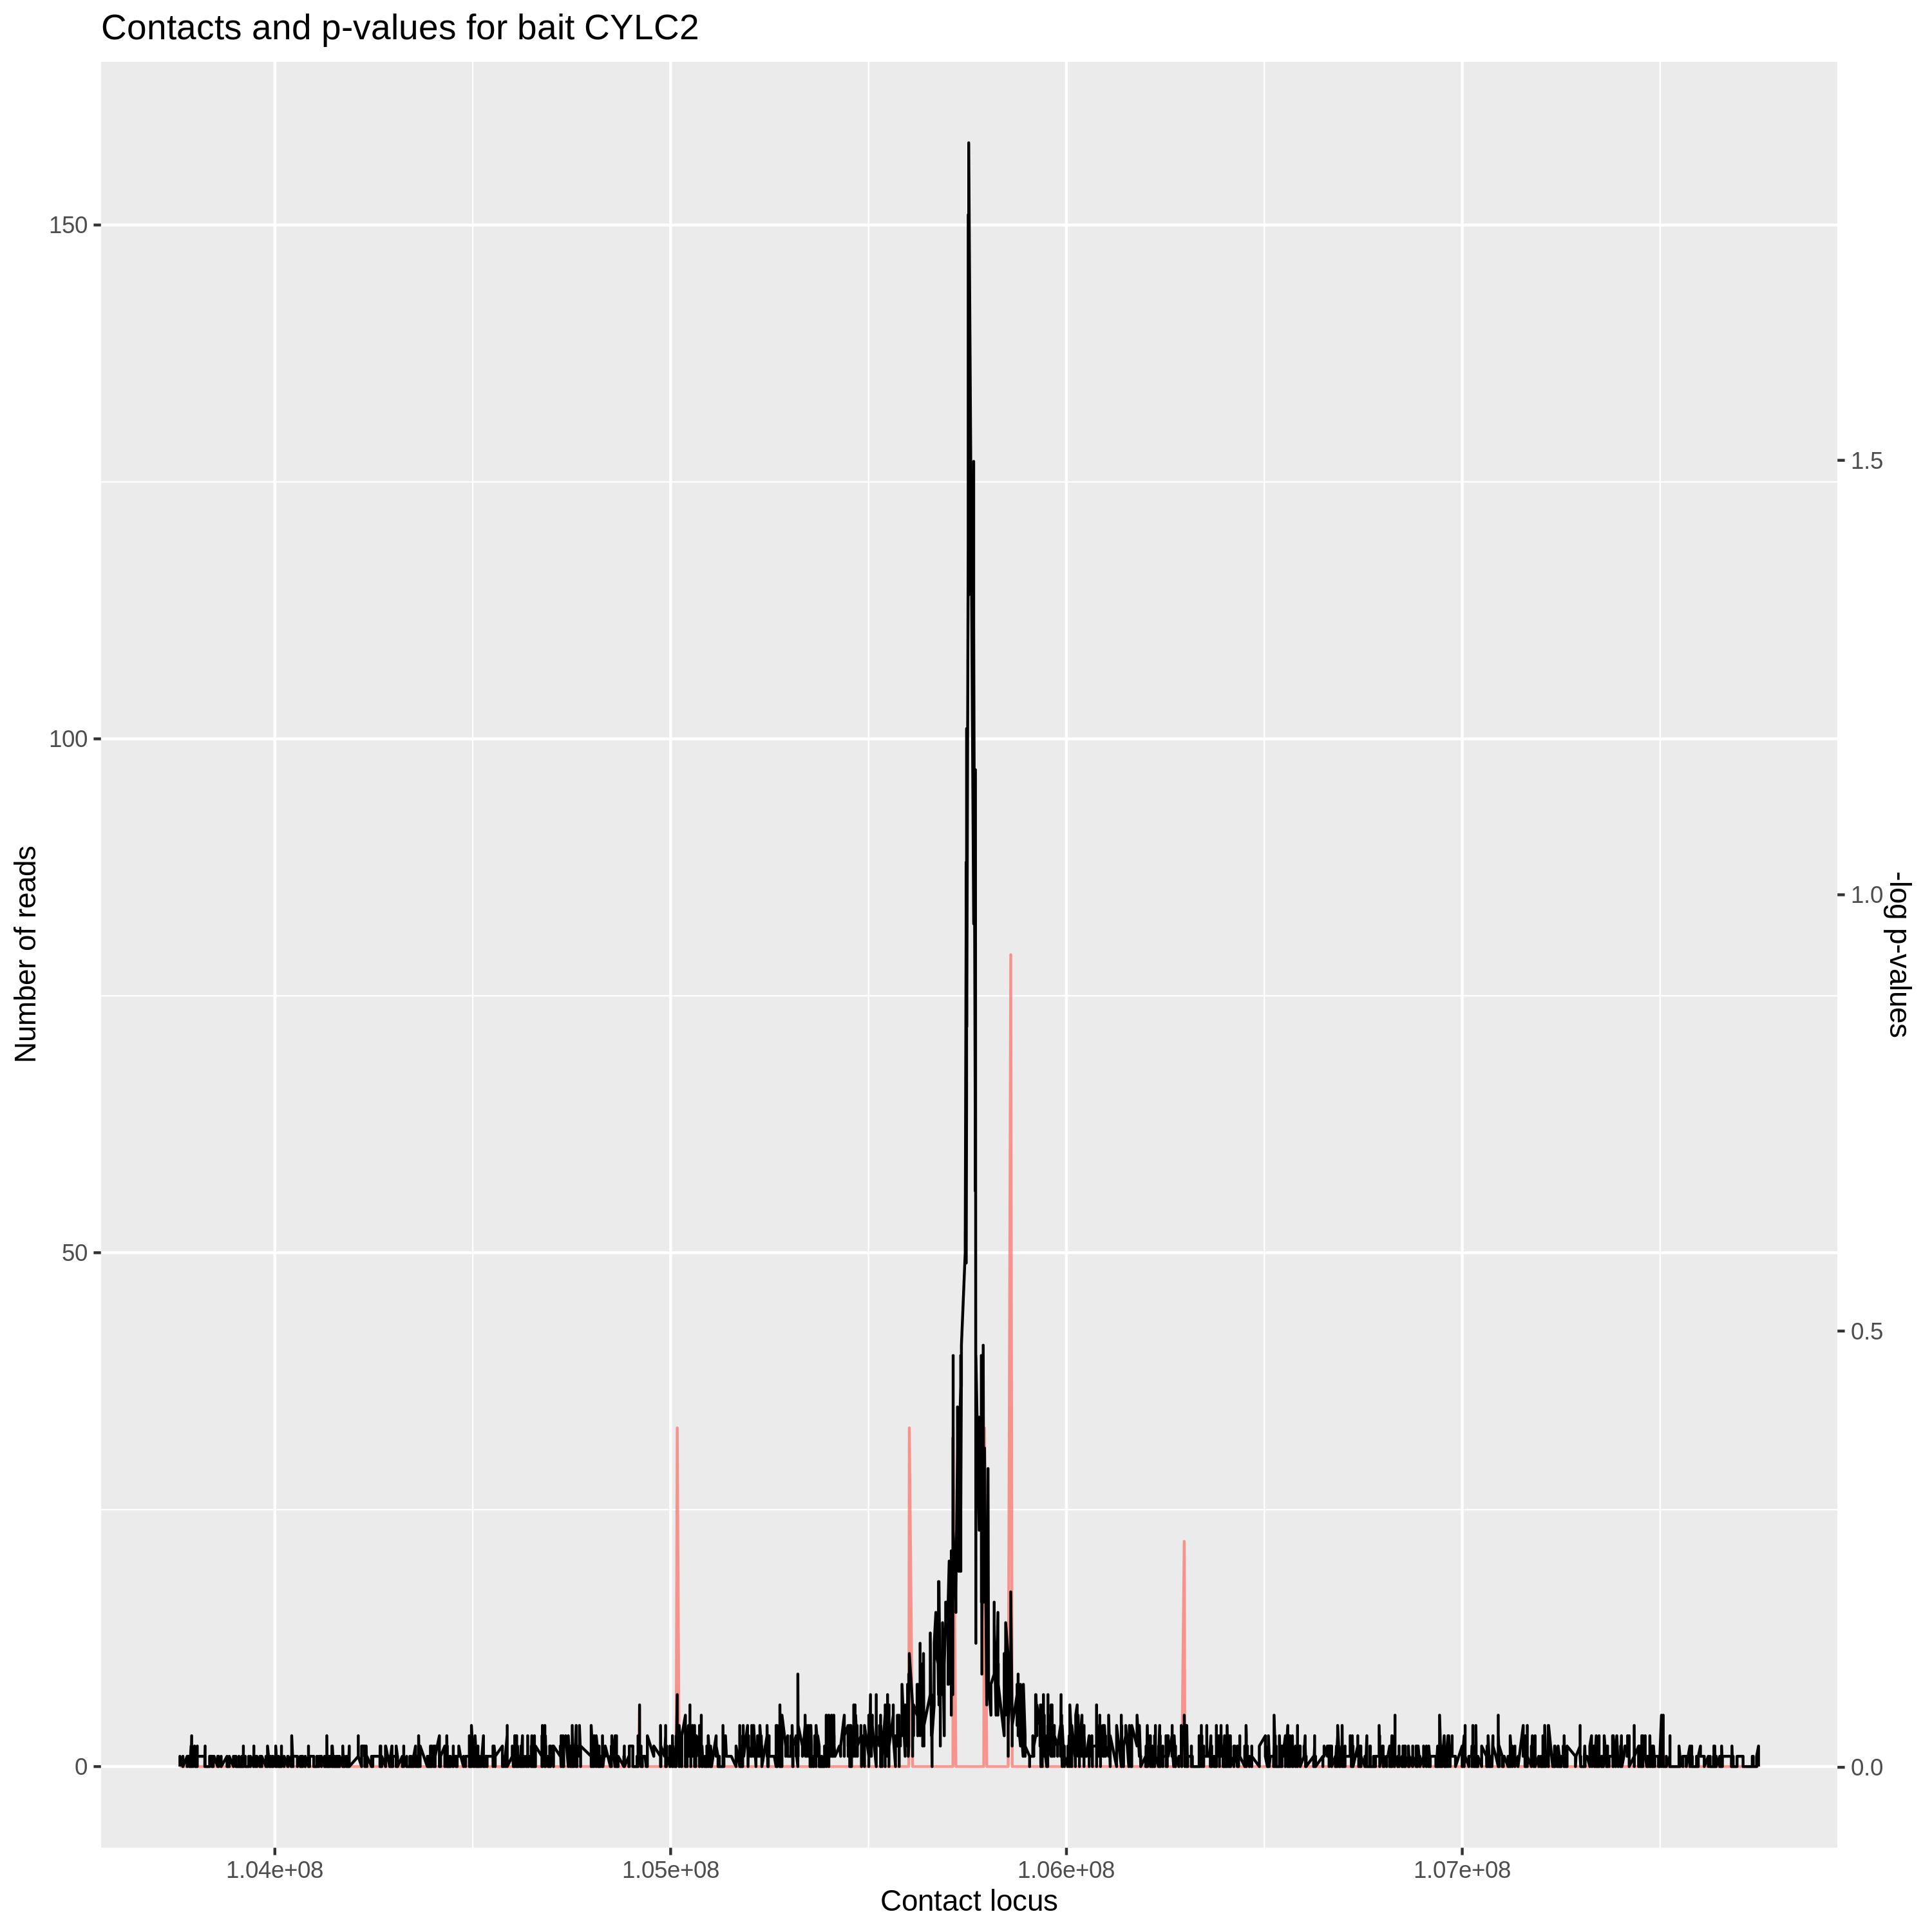 Contacts and p-values for bait CYLC2
150
100
50
0
Number of reads
1.5
1.0
0.5
0.0
-log p-values
1.04e+08
1.05e+08
1.06e+08
1.07e+08
Contact locus